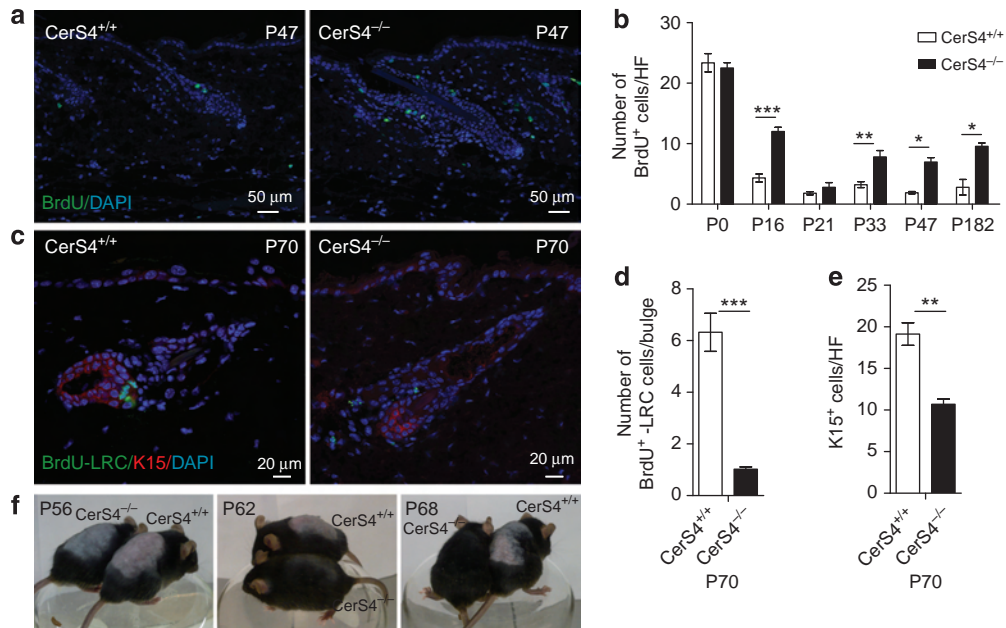 a
CerS4+/+ P47
CerS4–/– P47
BrdU/DAPI
50 μm
50 μm
b
Number of
BrdU+ cells/HF
30
20
10
0
***
**
*
*
P0 P16 P21 P33 P47 P182
CerS4+/+
CerS4–/–
c
CerS4+/+ P70
CerS4–/– P70
BrdU-LRC/K15/DAPI
20 μm
20 μm
d
Number of
BrdU+ -LRC cells/bulge
8
6
4
2
0
***
CerS4+/+
CerS4–/–
P70
e
K15+ cells/HF
25
20
15
10
5
0
**
CerS4+/+
CerS4–/–
P70
f
P56
CerS4–/–
CerS4+/+
P62
CerS4+/+
CerS4–/–
P68
CerS4+/+
CerS4–/–